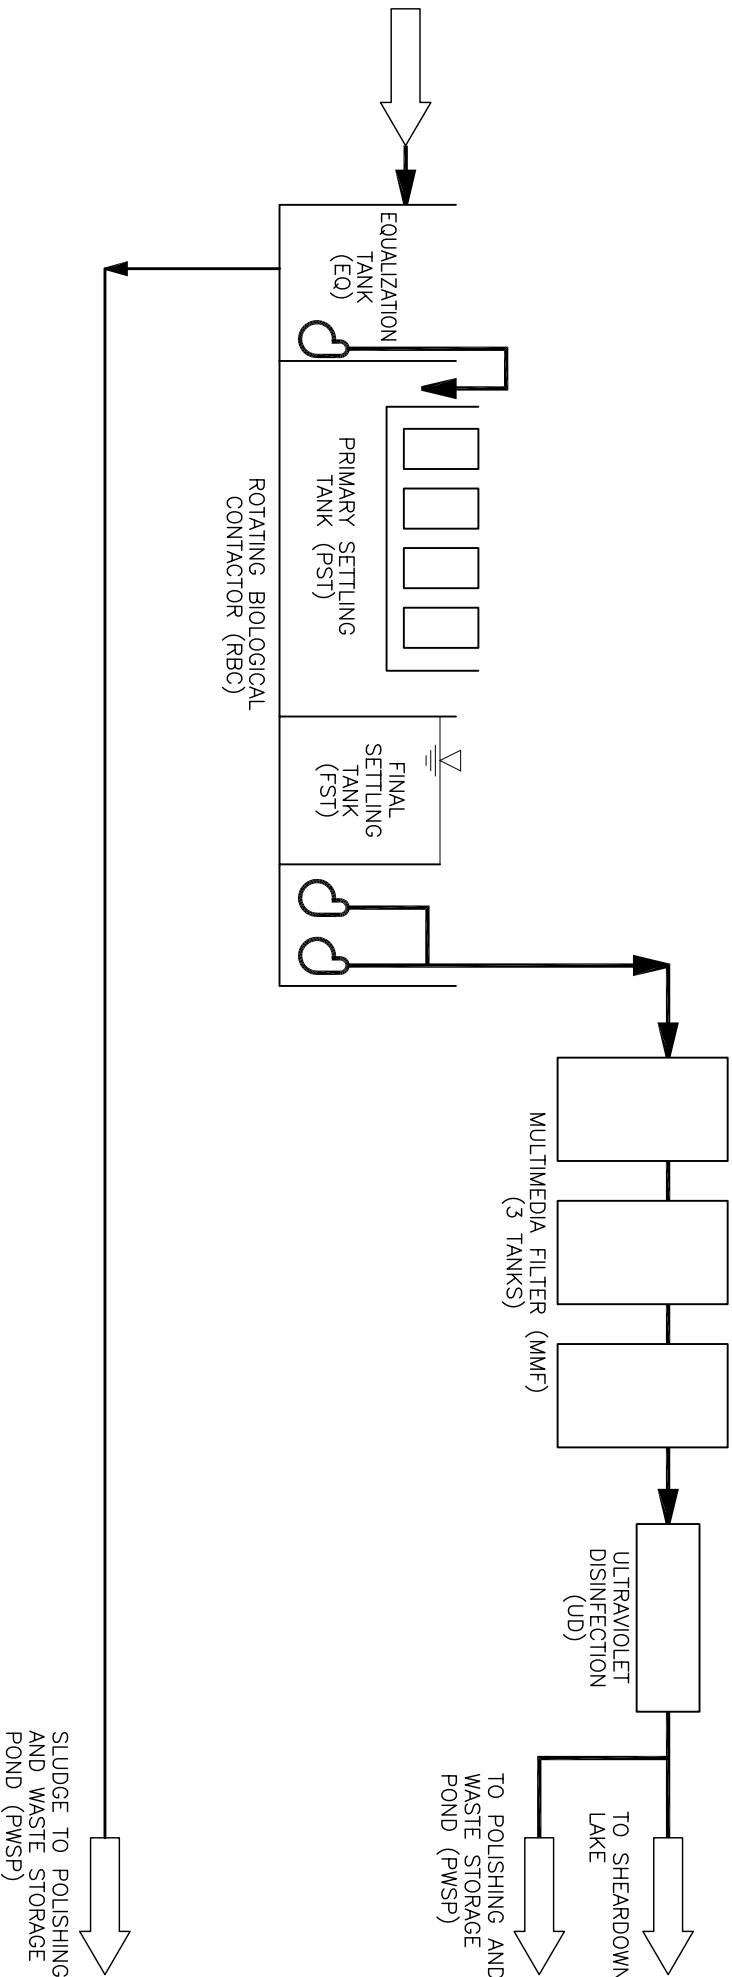 EQUALIZATION
TANK
(EQ)
PRIMARY SETTLING
TANK (PST)
ROTATING BIOLOGICAL
CONTACTOR (RBC)
FINAL
SETTLING
TANK
(FST)
MULTIMEDIA FILTER (MMF)
(3 TANKS)
ULTRAVIOLET
DISINFECTION
(UD)
TO SHEARDOWN
LAKE
TO POLISHING AND
WASTE STORAGE
POND (PWSP)
SLUDGE TO POLISHING
AND WASTE STORAGE
POND (PWSP)